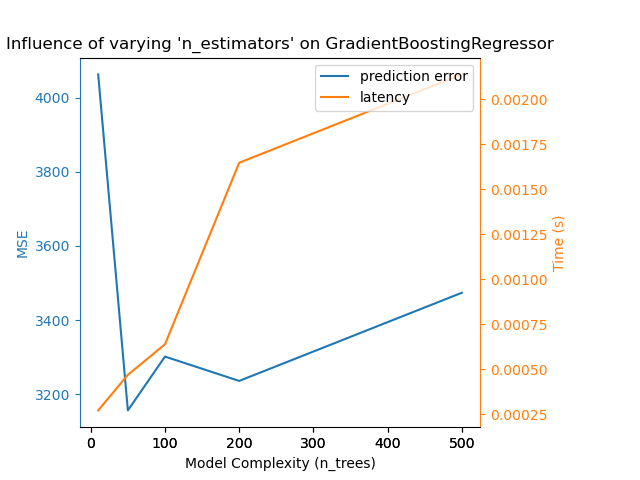 Influence of varying 'n_estimators' on GradientBoostingRegressor
prediction error
latency
4000
3800
3600
3400
3200
MSE
0.00200
0.00175
0.00150
0.00125
0.00100
0.00075
0.00050
0.00025
Time (s)
0 100 200 300 400 500
Model Complexity (n_trees)